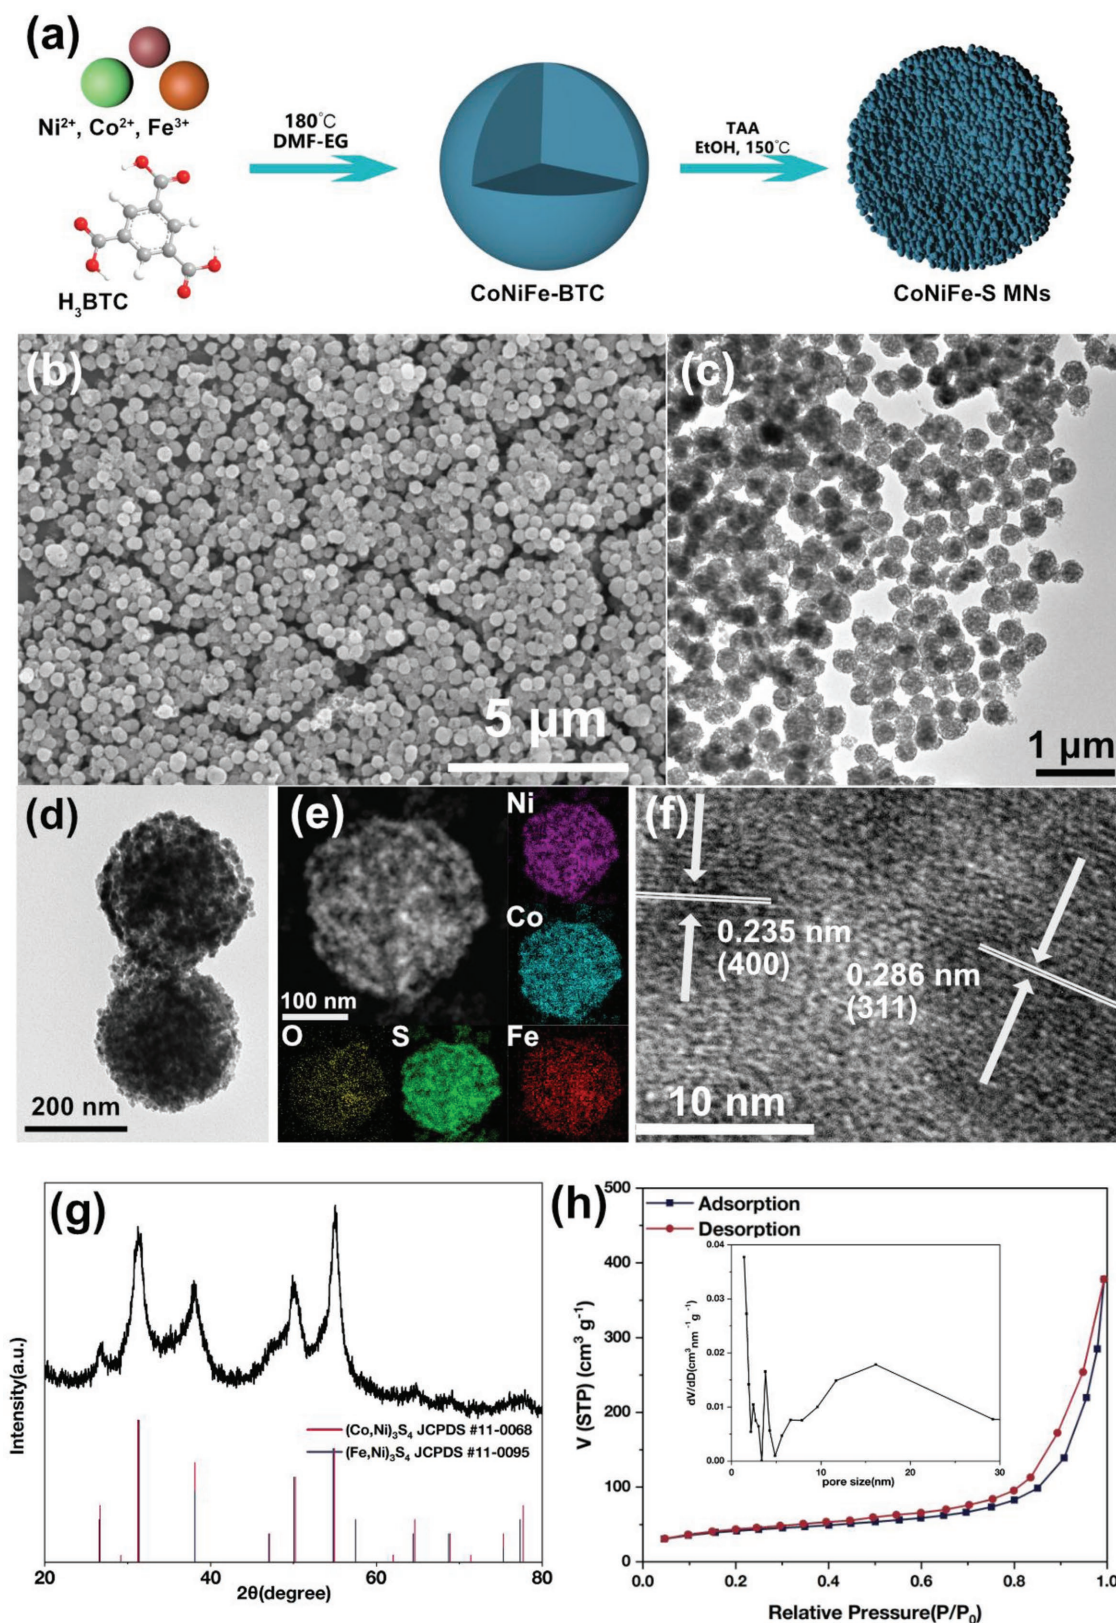 (a)
Ni²⁺, Co²⁺, Fe³⁺
H₃BTC
180℃
DMF-EG
CoNiFe-BTC
TAA
EtOH, 150℃
CoNiFe-S MNs
(b)
5 μm
(c)
1 μm
(d)
200 nm
(e)
100 nm
Ni
Co
O
S
Fe
(f)
0.235 nm
(400)
0.286 nm
(311)
10 nm
(g)
Intensity(a.u.)
(Co,Ni)₃S₄ JCPDS #11-0068
(Fe,Ni)₃S₄ JCPDS #11-0095
20 40 60 80
2θ(degree)
(h)
Adsorption
Desorption
V (STP) (cm³ g⁻¹)
500
400
300
200
100
0
dV/dD(cm³nm⁻¹g⁻¹)
0.04
0.03
0.02
0.01
0.00
0 10 20 30
pore size(nm)
0.0 0.2 0.4 0.6 0.8 1.0
Relative Pressure(P/P₀)